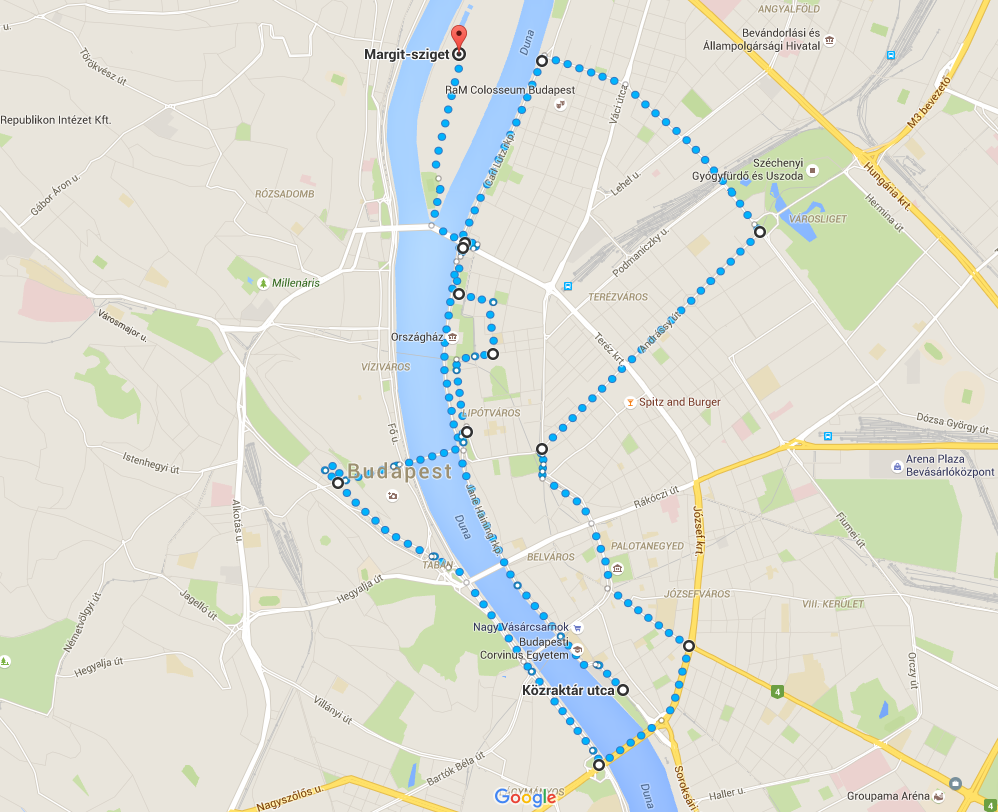 ANGYALFÖLD
Bevándorlási és
Állampolgársági Hivatal
Duna
Margit-sziget
Törökvész út
RaM Colosseum Budapest
Váci utca
M3 bevezető
Republikon Intézet Kft.
Carl Lutz rkp.
Széchenyi
Gyógyfürdő és Uszoda
Lehel u.
Hungária krt.
Gábor Áron u.
RÓZSADOMB
Hermina út
VÁROSLIGET
Podmaniczky u.
Millenáris
TERÉZVÁROS
Városmajor u.
Országház
Andrássy út
Teréz krt.
VÍZIVÁROS
Spitz and Burger
LIPÓTVÁROS
Dózsa György út
Fő u.
Istenhegyi út
Budapest
Arena Plaza
Bevásárlóközpont
Jane Haining rkp.
Rákóczi út
Alkotás u.
Duna
József krt.
Fiumei út
PALOTANEGYED
BELVÁROS
TABÁN
Hegyalja út
Jagelló út
JÓZSEFVÁROS
VIII. KERÜLET
Németvölgyi út
Nagy Vásárcsarnok
Budapesti
Corvinus Egyetem
Hegyalja út
Orczy út
Közraktár utca
4
Villányi út
Bartók Béla út
Soroksári
Haller u.
Duna
Nagyszőlős u.
Google
Groupama Aréna
4